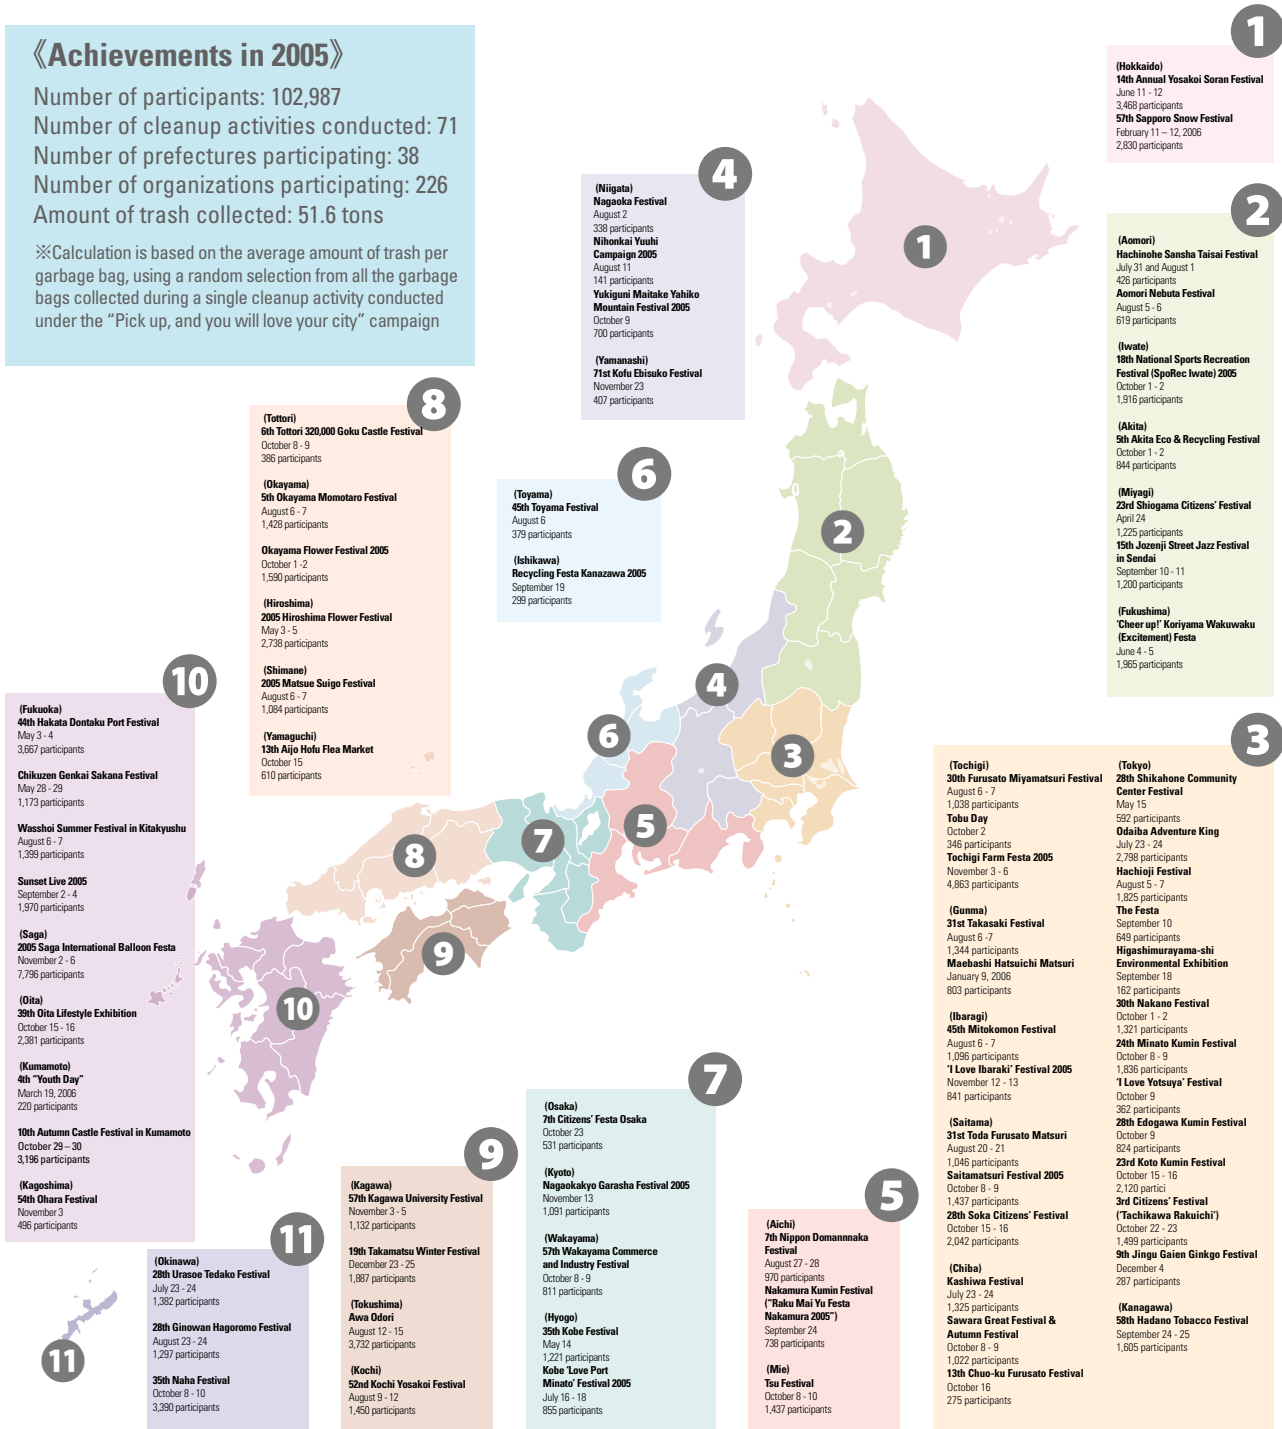 《Achievements in 2005》
Number of participants: 102,987
Number of cleanup activities conducted: 71
Number of prefectures participating: 38
Number of organizations participating: 226
Amount of trash collected: 51.6 tons
※Calculation is based on the average amount of trash per
garbage bag, using a random selection from all the garbage
bags collected during a single cleanup activity conducted
under the “Pick up, and you will love your city” campaign
1
(Hokkaido)
14th Annual Yosakoi Soran Festival
June 11 - 12
3,468 participants
57th Sapporo Snow Festival
February 11 – 12, 2006
2,830 participants
2
(Aomori)
Hachinohe Sansha Taisai Festival
July 31 and August 1
426 participants
Aomori Nebuta Festival
August 5 - 6
619 participants
(Iwate)
18th National Sports Recreation
Festival (SpoRec Iwate) 2005
October 1 - 2
1,916 participants
(Akita)
5th Akita Eco & Recycling Festival
October 1 - 2
844 participants
(Miyagi)
23rd Shiogama Citizens’ Festival
April 24
1,225 participants
15th Jozenji Street Jazz Festival
in Sendai
September 10 - 11
1,200 participants
(Fukushima)
‘Cheer up!’ Koriyama Wakuwaku
(Excitement) Festa
June 4 - 5
1,965 participants
3
(Tochigi)
30th Furusato Miyamatsuri Festival
August 6 - 7
1,038 participants
Tobu Day
October 2
346 participants
Tochigi Farm Festa 2005
November 3 - 6
4,863 participants
(Gunma)
31st Takasaki Festival
August 6 -7
1,344 participants
Maebashi Hatsuichi Matsuri
January 9, 2006
803 participants
(Ibaragi)
45th Mitokomon Festival
August 6 - 7
1,096 participants
‘I Love Ibaraki’ Festival 2005
November 12 - 13
841 participants
(Saitama)
31st Toda Furusato Matsuri
August 20 - 21
1,046 participants
Saitamatsuri Festival 2005
October 8 - 9
1,437 participants
28th Soka Citizens’ Festival
October 15 - 16
2,042 participants
(Chiba)
Kashiwa Festival
July 23 - 24
1,325 participants
Sawara Great Festival &
Autumn Festival
October 8 - 9
1,022 participants
13th Chuo-ku Furusato Festival
October 16
275 participants
(Tokyo)
28th Shikahone Community
Center Festival
May 15
592 participants
Odaiba Adventure King
July 23 - 24
2,798 participants
Hachioji Festival
August 5 - 7
1,825 participants
The Festa
September 10
649 participants
Higashimurayama-shi
Environmental Exhibition
September 18
162 participants
30th Nakano Festival
October 1 - 2
1,321 participants
24th Minato Kumin Festival
October 8 - 9
1,836 participants
‘I Love Yotsuya’ Festival
October 9
362 participants
28th Edogawa Kumin Festival
October 9
824 participants
23rd Koto Kumin Festival
October 15 - 16
2,120 partici
3rd Citizens’ Festival
(‘Tachikawa Rakuichi’)
October 22 - 23
1,499 participants
9th Jingu Gaien Ginkgo Festival
December 4
287 participants
(Kanagawa)
58th Hadano Tobacco Festival
September 24 - 25
1,605 participants
4
(Niigata)
Nagaoka Festival
August 2
338 participants
Nihonkai Yuuhi
Campaign 2005
August 11
141 participants
Yukiguni Maitake Yahiko
Mountain Festival 2005
October 9
700 participants
(Yamanashi)
71st Kofu Ebisuko Festival
November 23
407 participants
5
(Aichi)
7th Nippon Domannnaka
Festival
August 27 - 28
970 participants
Nakamura Kumin Festival
(“Raku Mai Yu Festa
Nakamura 2005”)
September 24
738 participants
(Mie)
Tsu Festival
October 8 - 10
1,437 participants
6
(Toyama)
45th Toyama Festival
August 6
379 participants
(Ishikawa)
Recycling Festa Kanazawa 2005
September 19
299 participants
7
(Osaka)
7th Citizens’ Festa Osaka
October 23
531 participants
(Kyoto)
Nagaokakyo Garasha Festival 2005
November 13
1,091 participants
(Wakayama)
57th Wakayama Commerce
and Industry Festival
October 8 - 9
811 participants
(Hyogo)
35th Kobe Festival
May 14
1,221 participants
Kobe ‘Love Port
Minato’ Festival 2005
July 16 - 18
855 participants
8
(Tottori)
6th Tottori 320,000 Goku Castle Festival
October 8 - 9
386 participants
(Okayama)
5th Okayama Momotaro Festival
August 6 - 7
1,428 participants
Okayama Flower Festival 2005
October 1 -2
1,590 participants
(Hiroshima)
2005 Hiroshima Flower Festival
May 3 - 5
2,738 participants
(Shimane)
2005 Matsue Suigo Festival
August 6 - 7
1,084 participants
(Yamaguchi)
13th Aijo Hofu Flea Market
October 15
610 participants
9
(Kagawa)
57th Kagawa University Festival
November 3 - 5
1,132 participants
19th Takamatsu Winter Festival
December 23 - 25
1,887 participants
(Tokushima)
Awa Odori
August 12 - 15
3,732 participants
(Kochi)
52nd Kochi Yosakoi Festival
August 9 - 12
1,450 participants
10
(Fukuoka)
44th Hakata Dontaku Port Festival
May 3 - 4
3,667 participants
Chikuzen Genkai Sakana Festival
May 28 - 29
1,173 participants
Wasshoi Summer Festival in Kitakyushu
August 6 - 7
1,399 participants
Sunset Live 2005
September 2 - 4
1,970 participants
(Saga)
2005 Saga International Balloon Festa
November 2 - 6
7,796 participants
(Oita)
39th Oita Lifestyle Exhibition
October 15 - 16
2,381 participants
(Kumamoto)
4th “Youth Day”
March 19, 2006
220 participants
10th Autumn Castle Festival in Kumamoto
October 29 – 30
3,196 participants
(Kagoshima)
54th Ohara Festival
November 3
496 participants
11
(Okinawa)
28th Urasoe Tedako Festival
July 23 - 24
1,382 participants
28th Ginowan Hagoromo Festival
August 23 - 24
1,297 participants
35th Naha Festival
October 8 - 10
3,390 participants
1
2
3
4
5
6
7
8
9
10
11